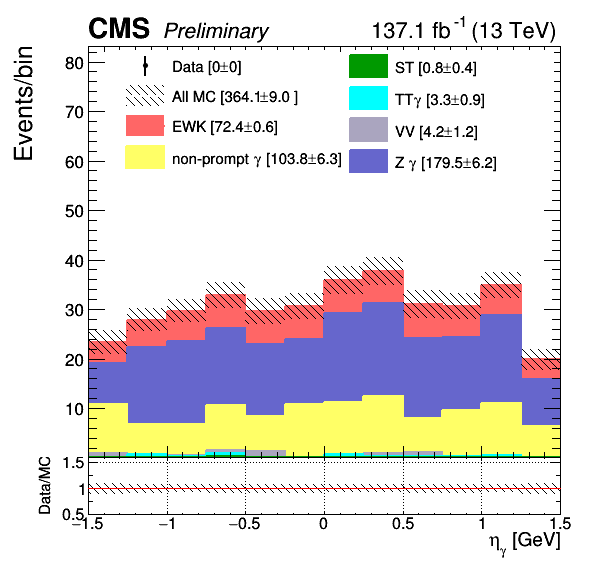 CMS Preliminary 137.1 fb⁻¹ (13 TeV)
Events/bin
80
70
60
50
40
30
20
10
Data [0±0]
All MC [364.1±9.0 ]
EWK [72.4±0.6]
non-prompt γ [103.8±6.3]
ST [0.8±0.4]
TTγ [3.3±0.9]
VV [4.2±1.2]
Z γ [179.5±6.2]
Data/MC
1.5
1
0.5
−1.5 −1 −0.5 0 0.5 1 1.5
ηγ [GeV]